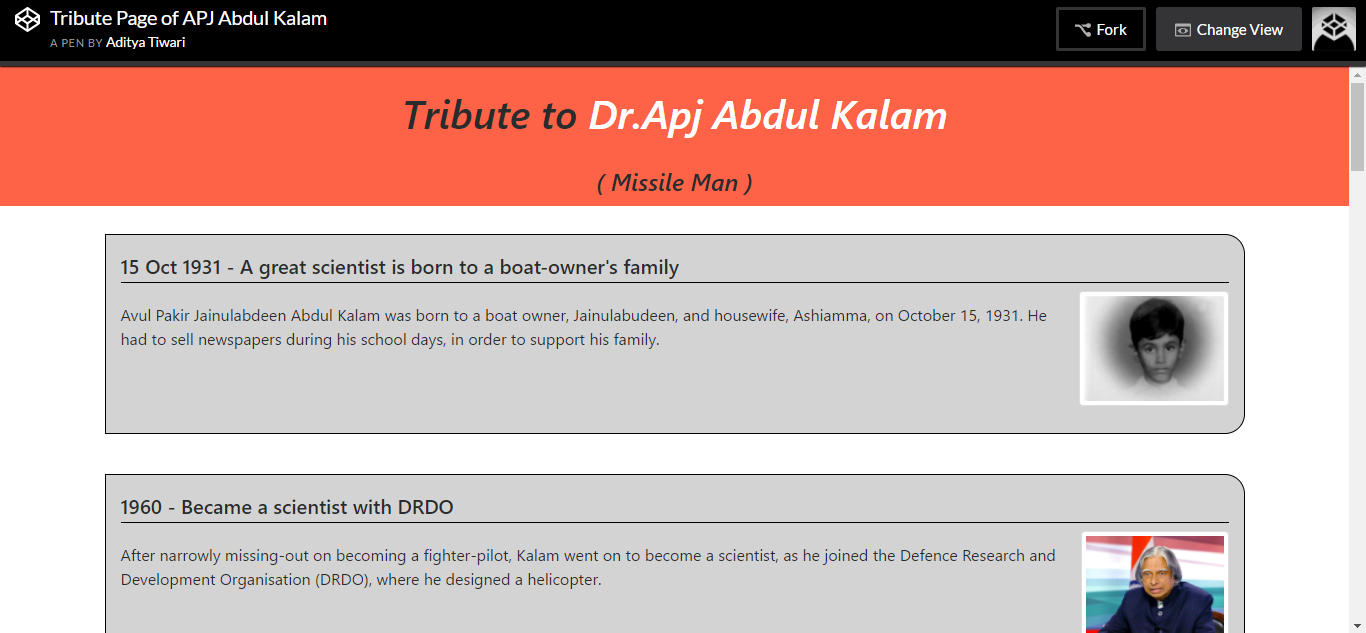 Tribute Page of APJ Abdul Kalam
A PEN BY Aditya Tiwari
Fork
Change View
Tribute to Dr.Apj Abdul Kalam
( Missile Man )
15 Oct 1931 - A great scientist is born to a boat-owner's family
Avul Pakir Jainulabdeen Abdul Kalam was born to a boat owner, Jainulabudeen, and housewife, Ashiamma, on October 15, 1931. He
had to sell newspapers during his school days, in order to support his family.
1960 - Became a scientist with DRDO
After narrowly missing-out on becoming a fighter-pilot, Kalam went on to become a scientist, as he joined the Defence Research and
Development Organisation (DRDO), where he designed a helicopter.